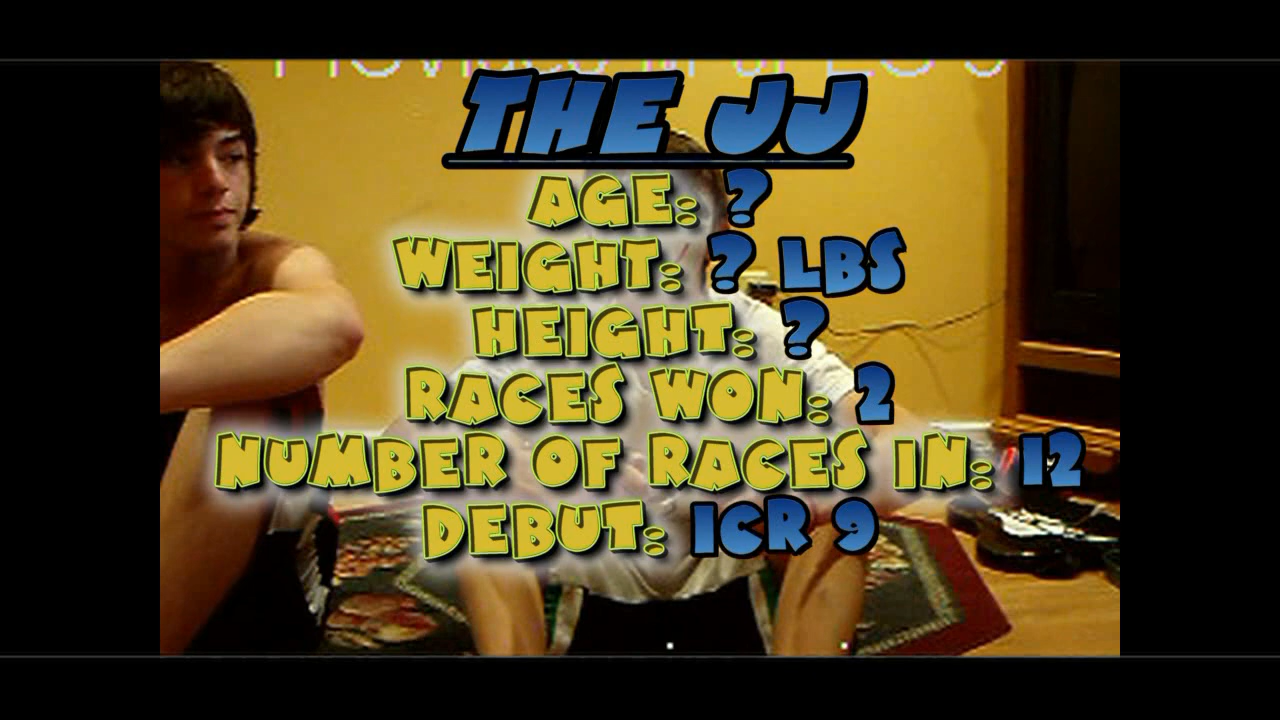 THE JJ
AGE: ?
WEIGHT: ? LBS
HEIGHT: ?
RACES WON: 2
NUMBER OF RACES IN: 12
DEBUT: ICR 9